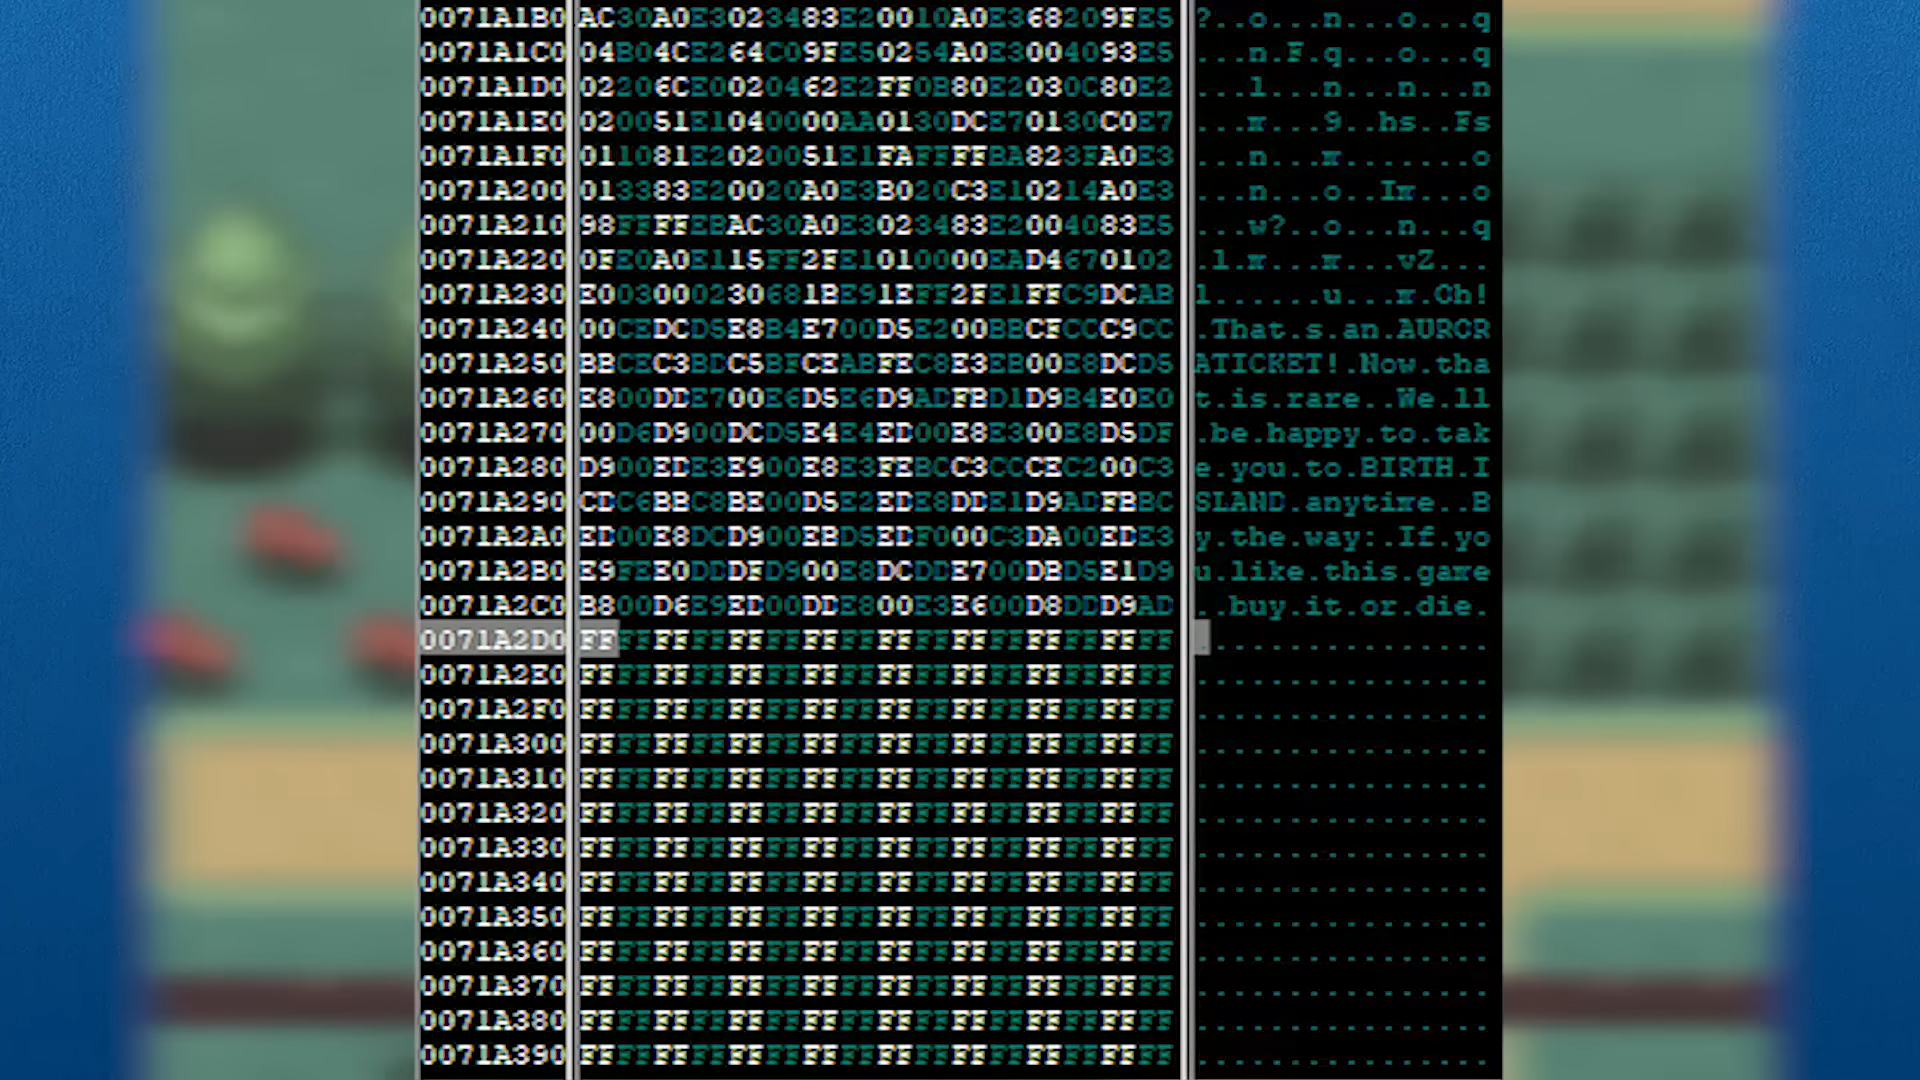 0071A1B0 AC30A0E3023483E20010A0E368209FE5 ?..o...n...o...q
0071A1C0 04B04CE264C09FE50254A0E3004093E5 ...n.F.q...o...q
0071A1D0 02206CE0020462E2FF0B80E2030C80E2 ...l...n...n...n
0071A1E0 020051E1040000AA0130DCE70130C0E7 ...x...9..hs..Fs
0071A1F0 011081E2020051E1FAFFFFBA823FA0E3 ...n...x.......o
0071A200 013383E20020A0E3B020C3E10214A0E3 ...n...o..Ix...o
0071A210 98FFFFEBAC30A0E3023483E2004083E5 ...w?..o...n...q
0071A220 0FE0A0E115FF2FE1010000EAD4670102 .l.x...x...vZ...
0071A230 E003000230681BE91EFF2FE1FFC9DCAB l......u...x.Oh!
0071A240 00CEDCD5E8B4E700D5E200BBCFCCC9CC .That.s.an.AUROR
0071A250 BBCEC3BDC5BFCEABFEC8E3EB00E8DCD5 ATICKET!.Now.tha
0071A260 E800DDE700E6D5E6D9ADFBD1D9B4E0E0 t.is.rare..We.ll
0071A270 00D6D900DCD5E4E4ED00E8E300E8D5DF .be.happy.to.tak
0071A280 D900EDE3E900E8E3FEBCC3CCCEC200C3 e.you.to.BIRTH.I
0071A290 CDC6BBC8BE00D5E2EDE8DDE1D9ADFBBC SLAND.anytime..B
0071A2A0 ED00E8DCD900EBD5EDF000C3DA00EDE3 y.the.way:.If.yo
0071A2B0 E9FEE0DDDFD900E8DCDDE700DBD5E1D9 u.like.this.game
0071A2C0 B800D6E9ED00DDE800E3E600D8DDD9AD ..buy.it.or.die.
0071A2D0 FFFFFFFFFFFFFFFFFFFFFFFFFFFFFFFF ................
0071A2E0 FFFFFFFFFFFFFFFFFFFFFFFFFFFFFFFF ................
0071A2F0 FFFFFFFFFFFFFFFFFFFFFFFFFFFFFFFF ................
0071A300 FFFFFFFFFFFFFFFFFFFFFFFFFFFFFFFF ................
0071A310 FFFFFFFFFFFFFFFFFFFFFFFFFFFFFFFF ................
0071A320 FFFFFFFFFFFFFFFFFFFFFFFFFFFFFFFF ................
0071A330 FFFFFFFFFFFFFFFFFFFFFFFFFFFFFFFF ................
0071A340 FFFFFFFFFFFFFFFFFFFFFFFFFFFFFFFF ................
0071A350 FFFFFFFFFFFFFFFFFFFFFFFFFFFFFFFF ................
0071A360 FFFFFFFFFFFFFFFFFFFFFFFFFFFFFFFF ................
0071A370 FFFFFFFFFFFFFFFFFFFFFFFFFFFFFFFF ................
0071A380 FFFFFFFFFFFFFFFFFFFFFFFFFFFFFFFF ................
0071A390 FFFFFFFFFFFFFFFFFFFFFFFFFFFFFFFF ................